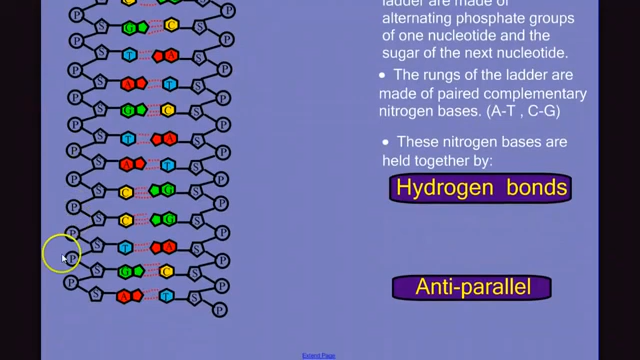 ladder are made of
alternating phosphate groups
of one nucleotide and the
sugar of the next nucleotide.
• The rungs of the ladder are
made of paired complementary
nitrogen bases. (A-T , C-G)
• These nitrogen bases are
held together by:
Hydrogen bonds
Anti-parallel
P S G C S P
P S T A S P
P S A T S P
P S G C S P
P S T A S P
P S A T S P
P S C G S P
P S C G S P
P S T A S P
P S G C S P
P S A T S P
Extend Page